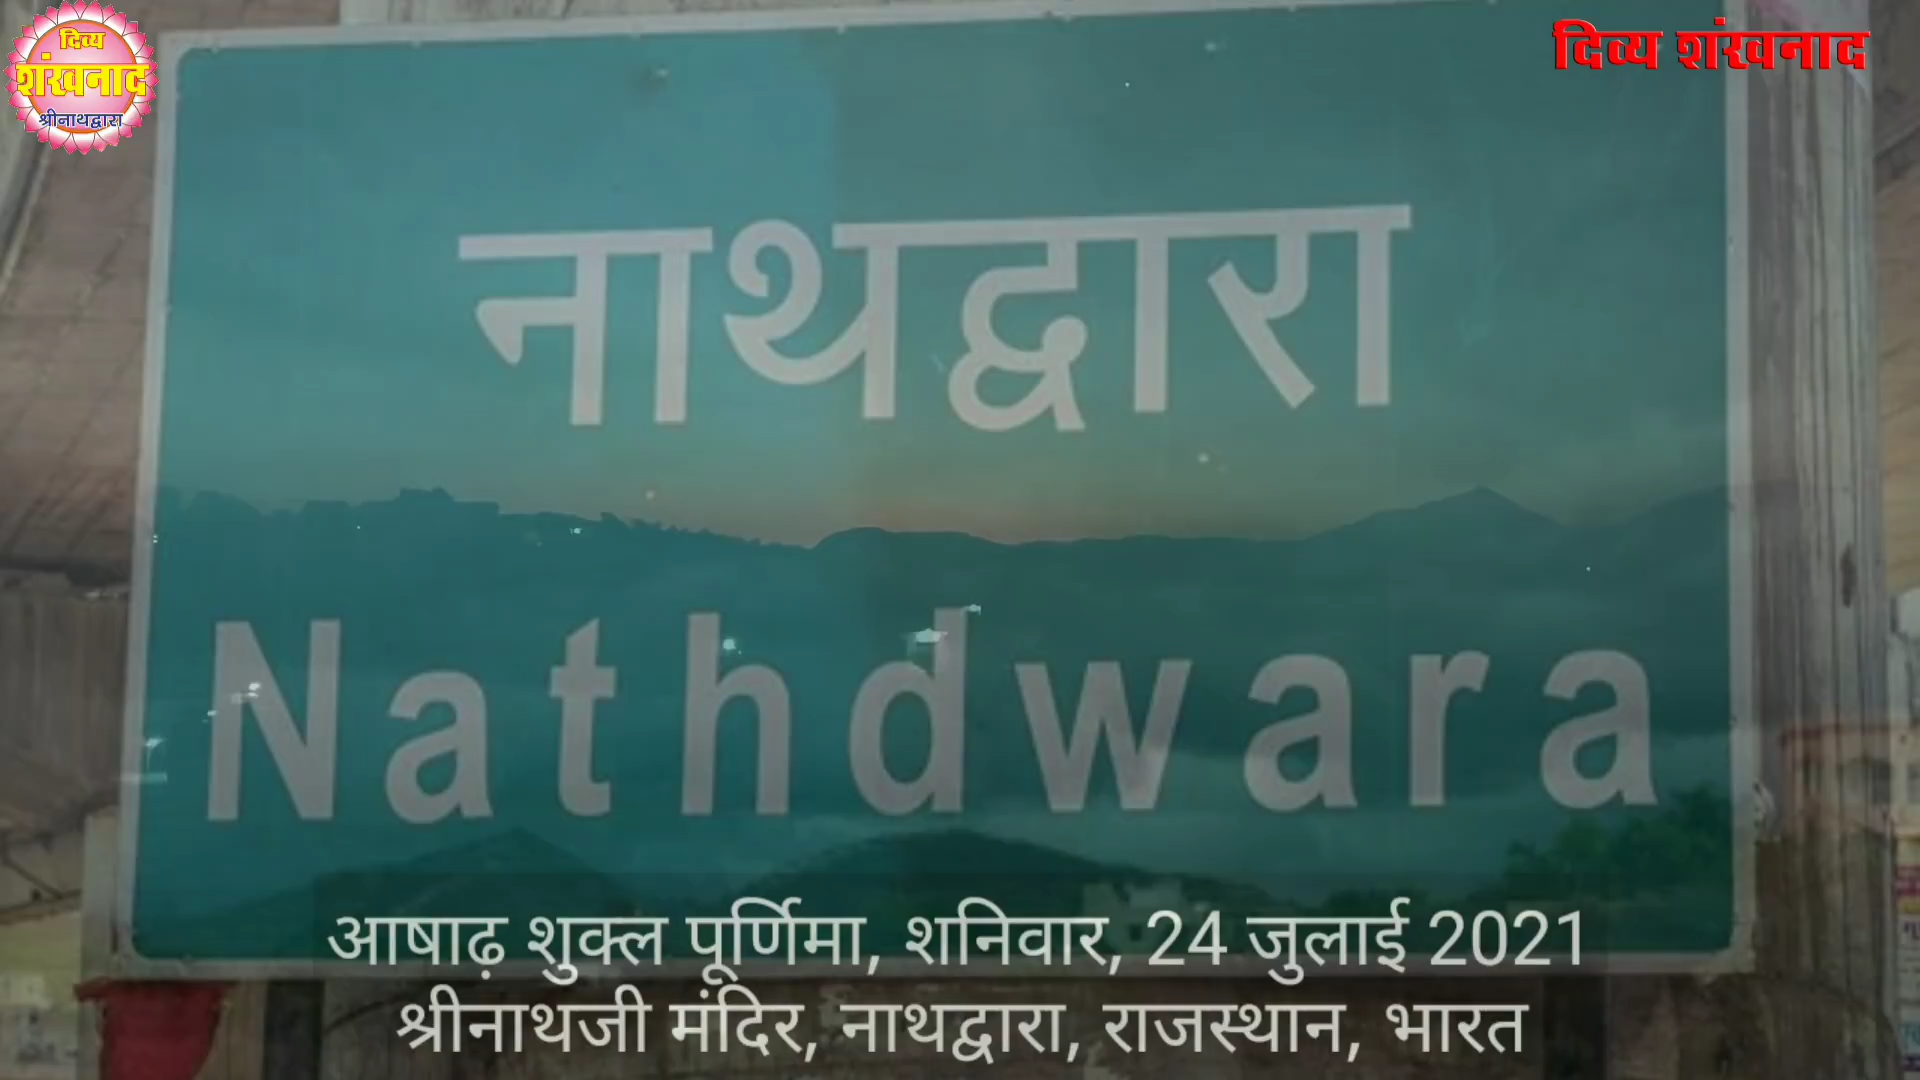 दिव्य
शंखनाद
श्रीनाथद्वारा
दिव्य शंखनाद
नाथद्वारा
Nathdwara
आषाढ़ शुक्ल पूर्णिमा, शनिवार, 24 जुलाई 2021
श्रीनाथजी मंदिर, नाथद्वारा, राजस्थान, भारत